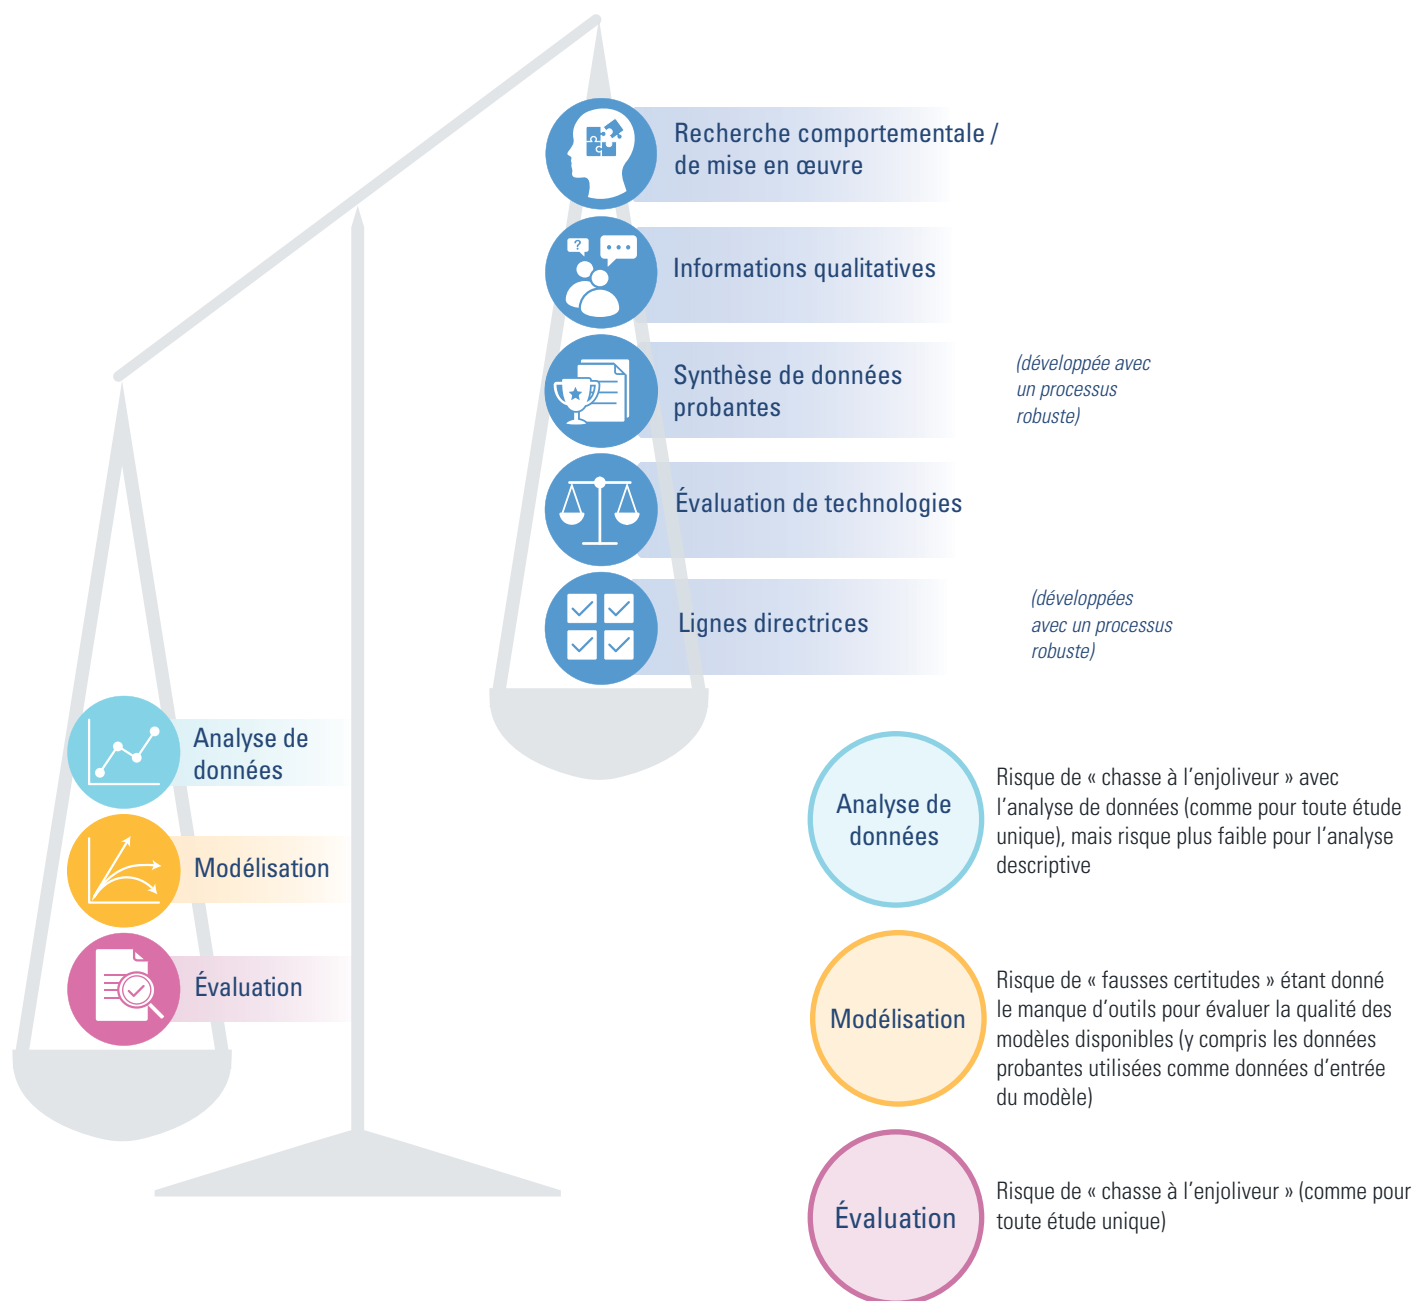 Recherche comportementale /
de mise en œuvre
?
Informations qualitatives
Synthèse de données
probantes
(développée avec
un processus
robuste)
Évaluation de technologies
Lignes directrices
(développées
avec un processus
robuste)
Analyse de
données
Modélisation
Évaluation
Analyse de
données
Risque de « chasse à l’enjoliveur » avec
l’analyse de données (comme pour toute étude
unique), mais risque plus faible pour l’analyse
descriptive
Modélisation
Risque de « fausses certitudes » étant donné
le manque d’outils pour évaluer la qualité des
modèles disponibles (y compris les données
probantes utilisées comme données d’entrée
du modèle)
Évaluation
Risque de « chasse à l’enjoliveur » (comme pour
toute étude unique)